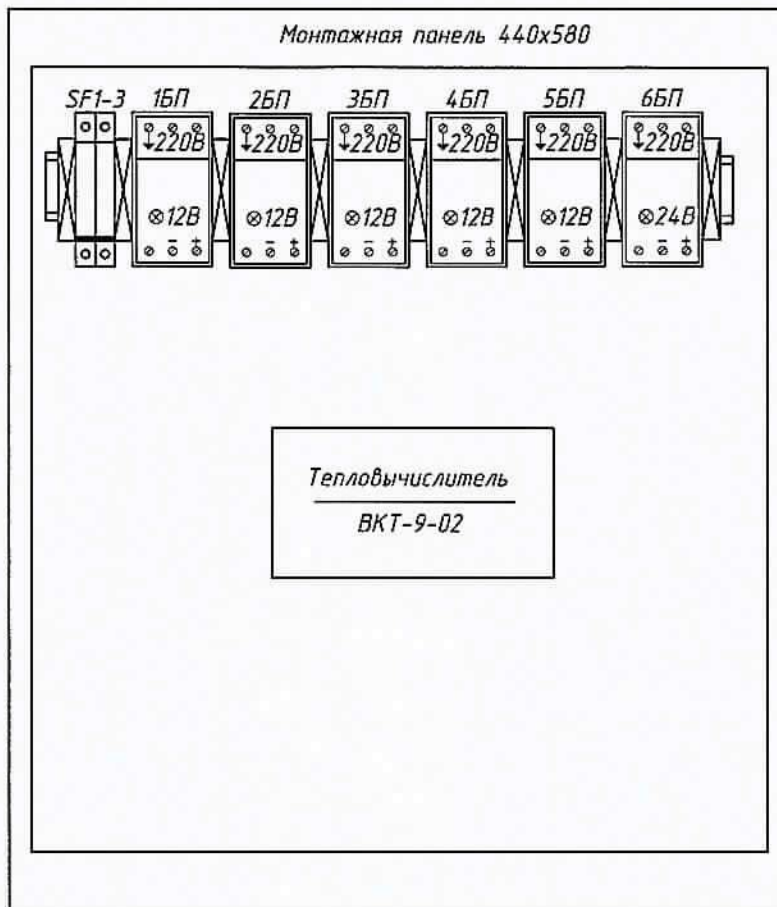 Монтажная панель 440х580
SF1-3 1БП 2БП 3БП 4БП 5БП 6БП
220В 220В 220В 220В 220В 220В
12В 12В 12В 12В 12В 24В
- + - + - + - + - + - +
Тепловычислитель
ВКТ-9-02